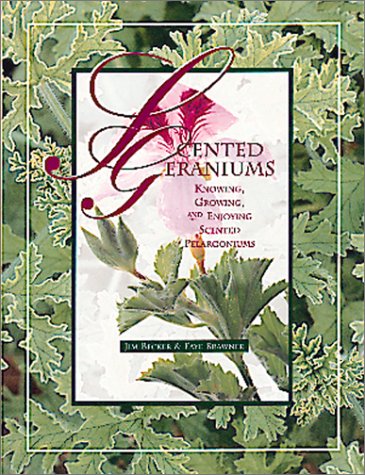 SCENTED
GERANIUMS
KNOWING,
GROWING,
AND ENJOYING
SCENTED
PELARGONIUMS
JIM BECKER & FAYE BRAWNER